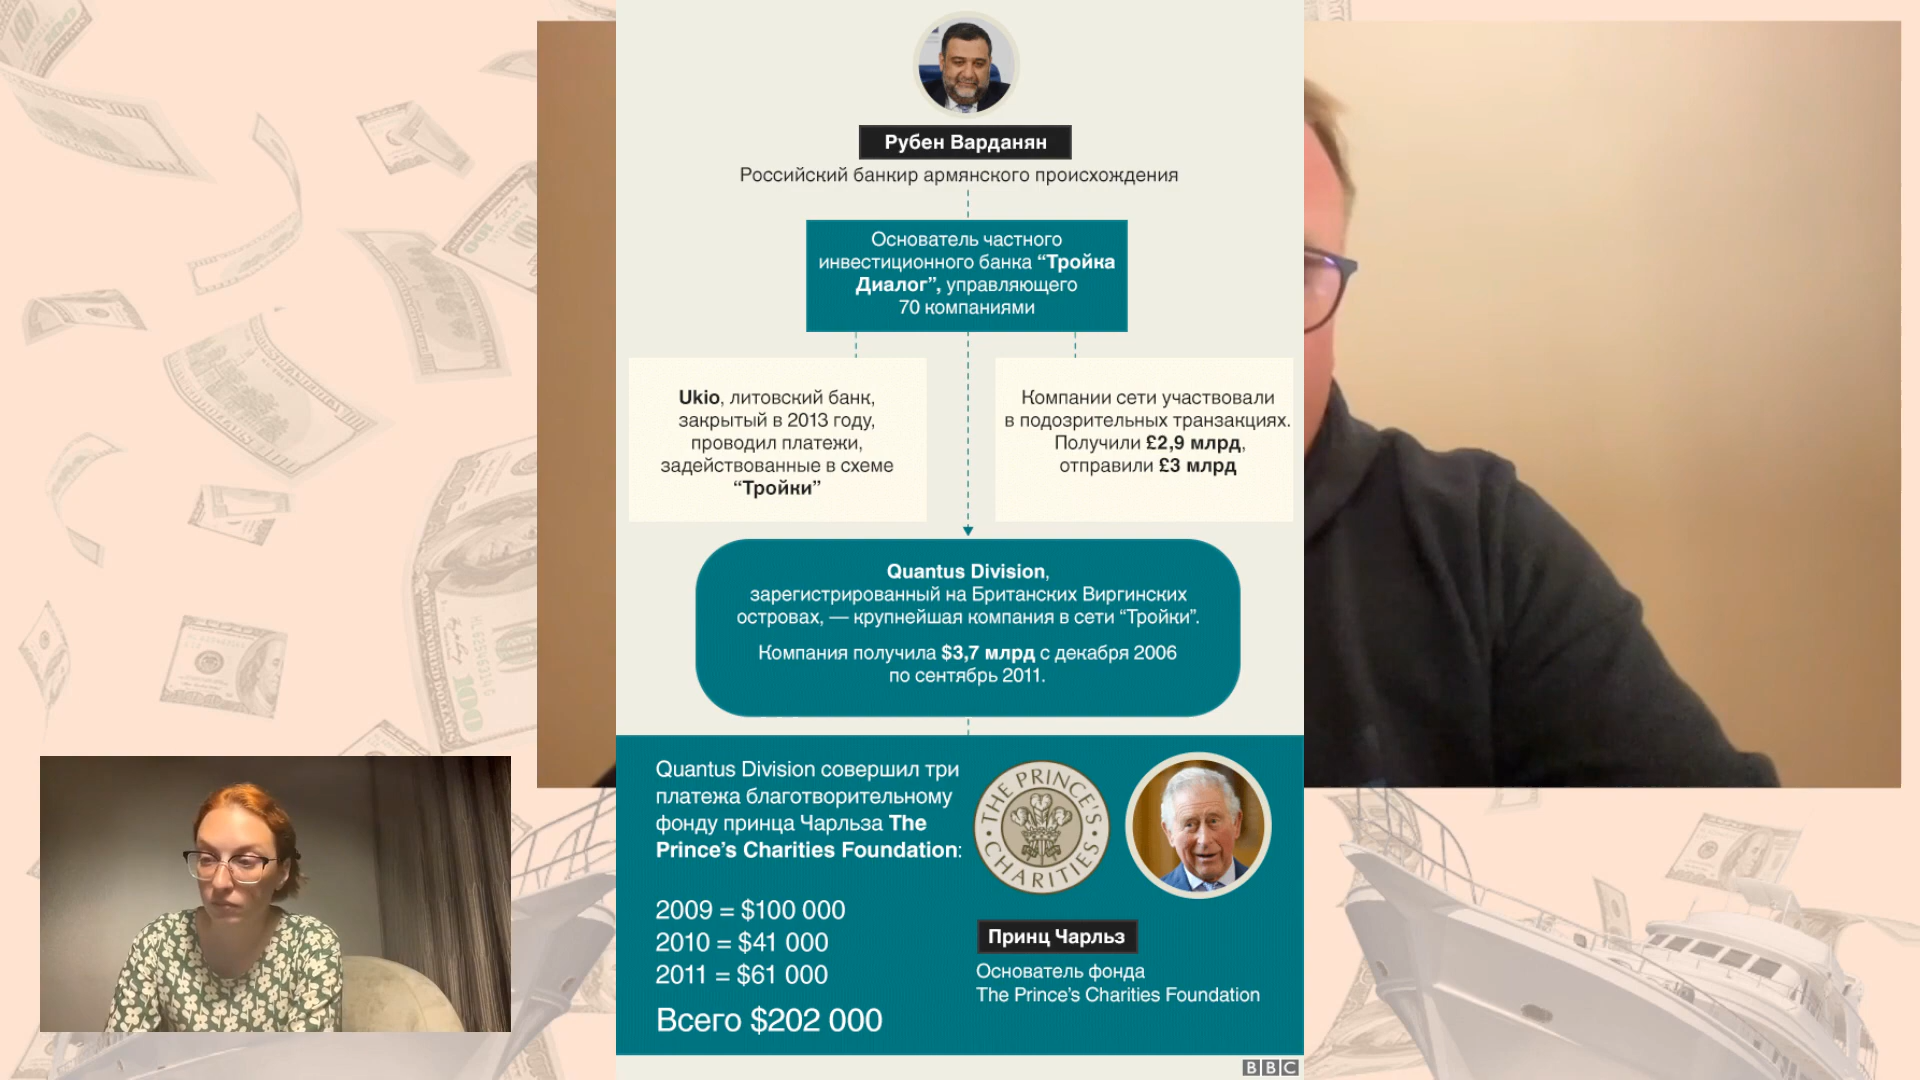 Рубен Варданян
Российский банкир армянского происхождения
Основатель частного
инвестиционного банка “Тройка
Диалог”, управляющего
70 компаниями
Ukio, литовский банк,
закрытый в 2013 году,
проводил платежи,
задействованные в схеме
“Тройки”
Компании сети участвовали
в подозрительных транзакциях.
Получили £2,9 млрд,
отправили £3 млрд
Quantus Division,
зарегистрированный на Британских Виргинских
островах, — крупнейшая компания в сети “Тройки”.
Компания получила $3,7 млрд с декабря 2006
по сентябрь 2011.
Quantus Division совершил три
платежа благотворительному
фонду принца Чарльза The
Prince’s Charities Foundation:
2009 = $100 000
2010 = $41 000
2011 = $61 000
Всего $202 000
THE PRINCE'S
CHARITIES
Принц Чарльз
Основатель фонда
The Prince’s Charities Foundation
BBC